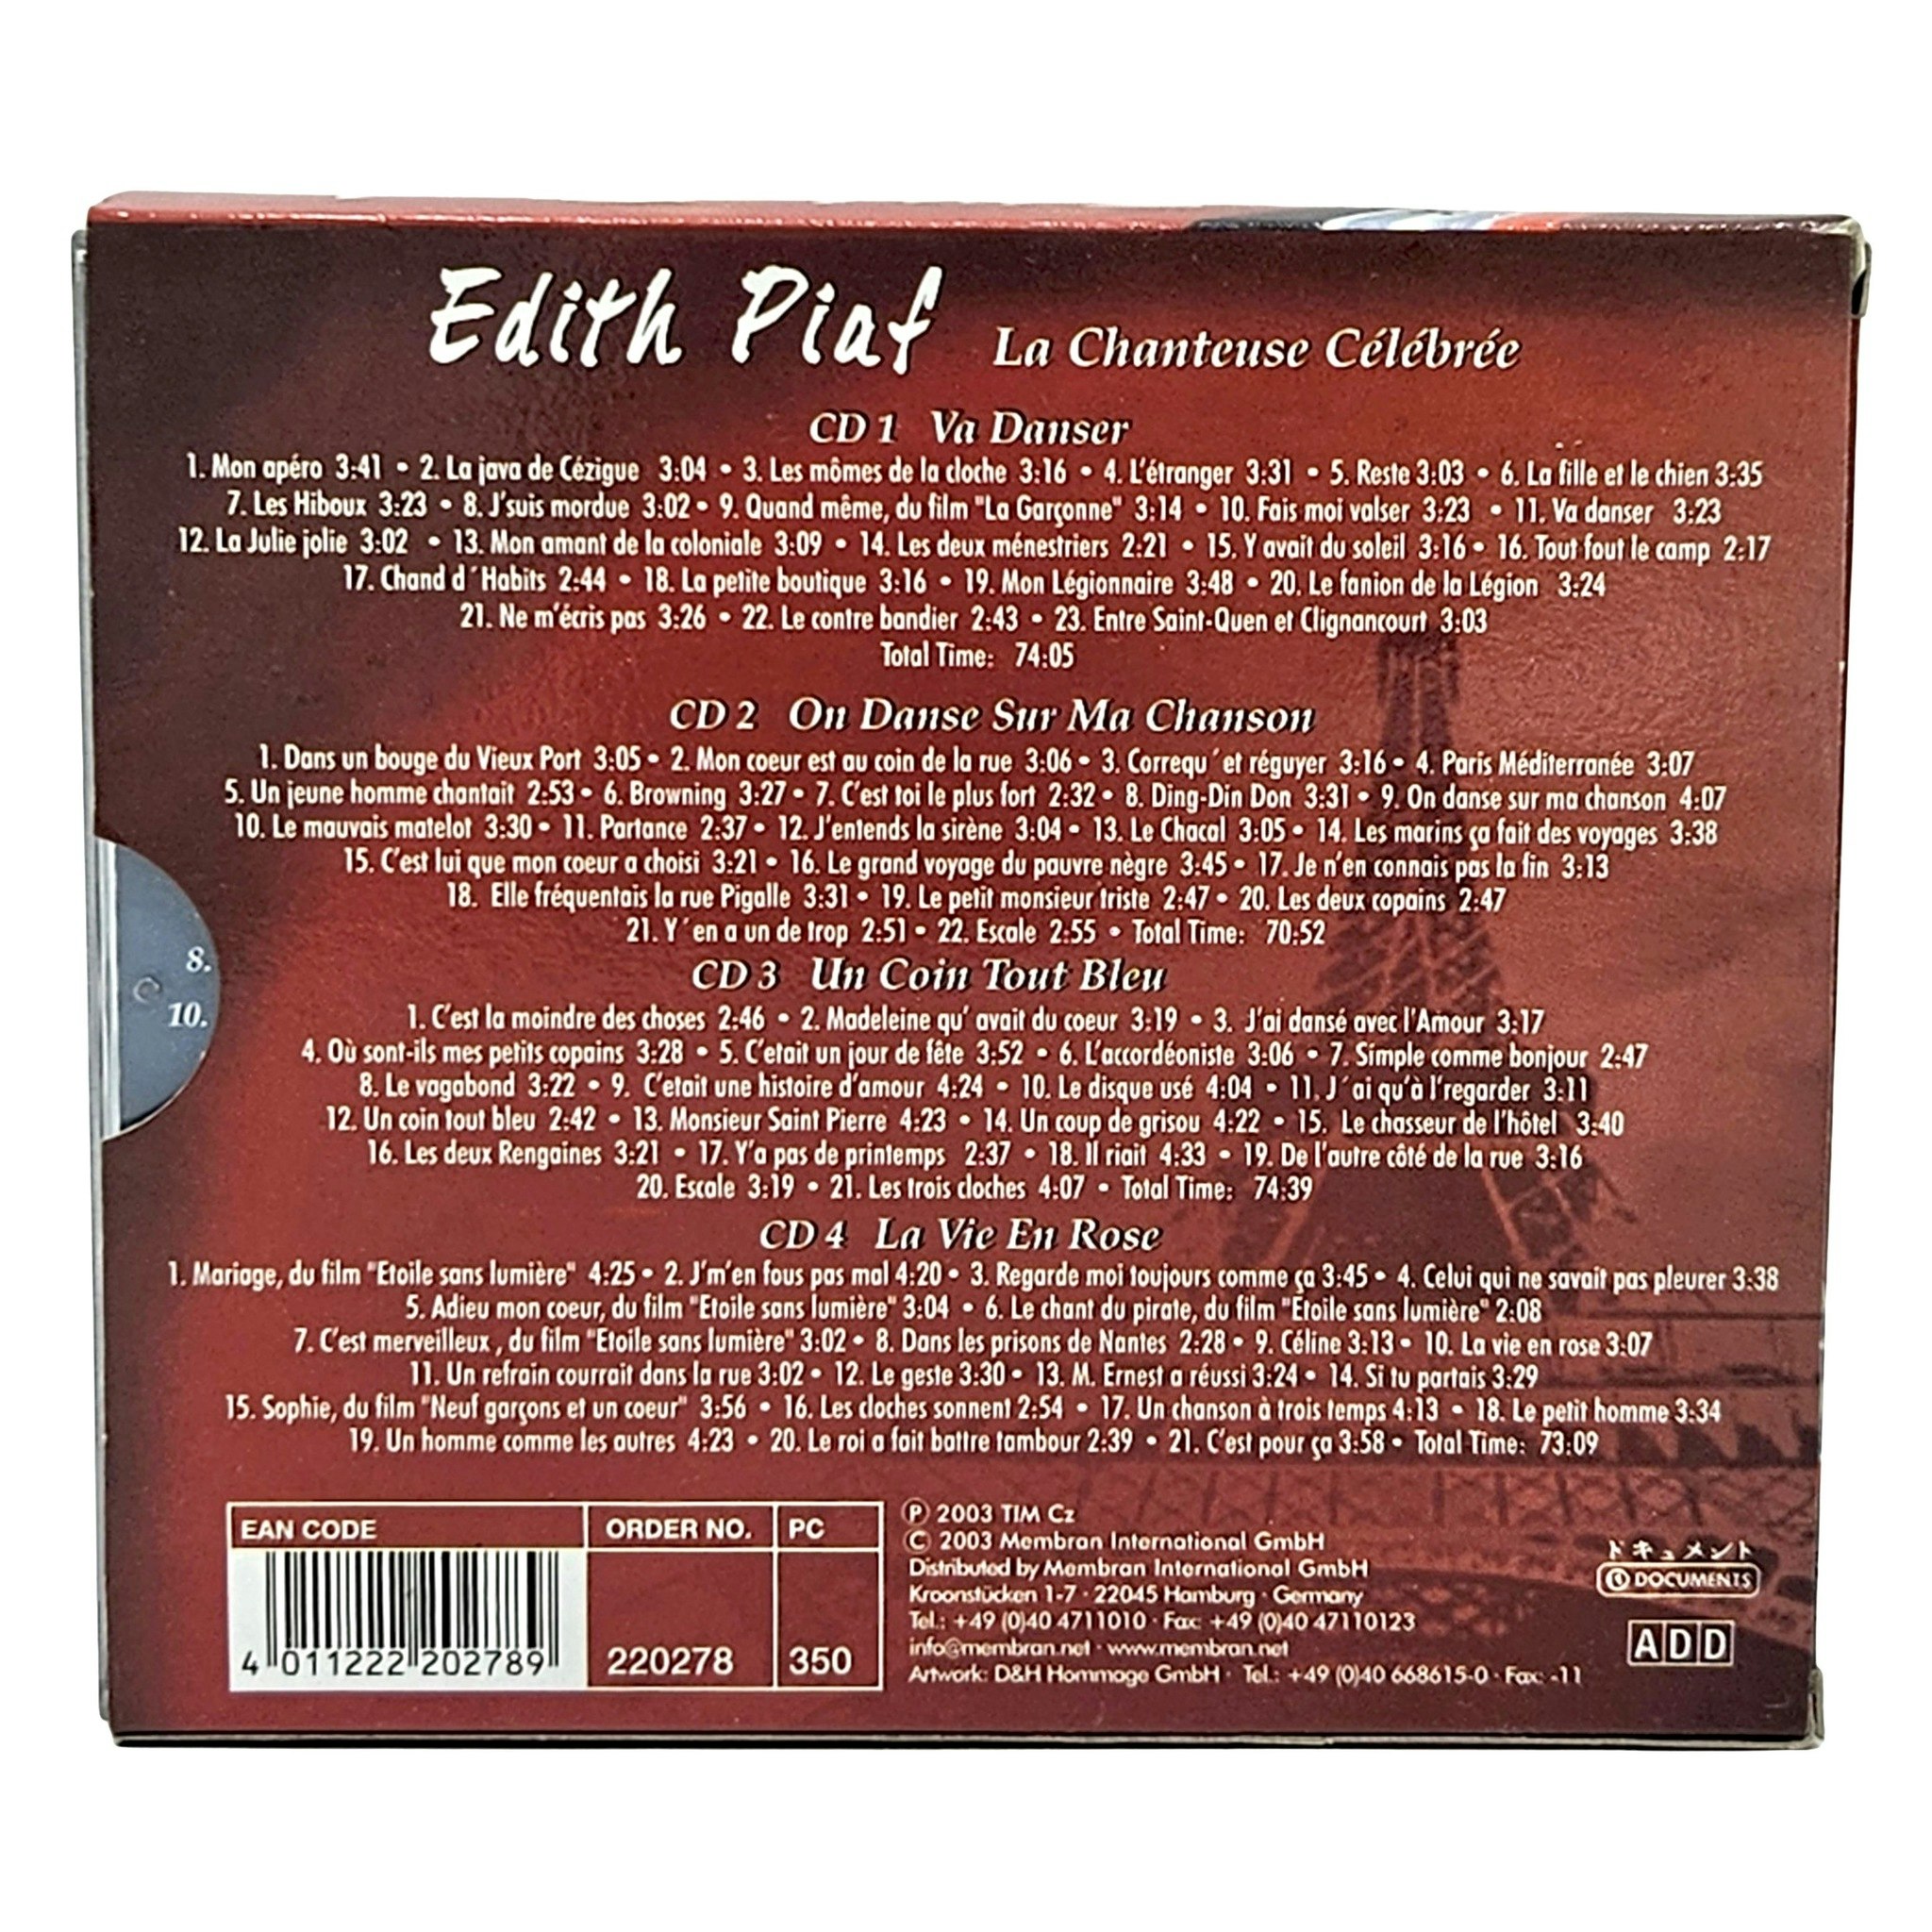 Edith Piaf La Chanteuse Célébrée
CD 1 Va Danser
1. Mon apéro 3:41 • 2. La java de Cézigue 3:04 • 3. Les mômes de la cloche 3:16 • 4. L'étranger 3:31 • 5. Reste 3:03 • 6. La fille et le chien 3:35
7. Les Hiboux 3:23 • 8. J'suis mordue 3:02 • 9. Quand même, du film "La Garçonne" 3:14 • 10. Fais moi valser 3:23 • 11. Va danser 3:23
12. La Julie jolie 3:02 • 13. Mon amant de la coloniale 3:09 • 14. Les deux ménestriers 2:21 • 15. Y avait du soleil 3:16 • 16. Tout fout le camp 2:17
17. Chand d´Habits 2:44 • 18. La petite boutique 3:16 • 19. Mon Légionnaire 3:48 • 20. Le fanion de la Légion 3:24
21. Ne m'écris pas 3:26 • 22. Le contre bandier 2:43 • 23. Entre Saint-Quen et Clignancourt 3:03
Total Time: 74:05
CD 2 On Danse Sur Ma Chanson
1. Dans un bouge du Vieux Port 3:05 • 2. Mon coeur est au coin de la rue 3:06 • 3. Correqu´et réguyer 3:16 • 4. Paris Méditerranée 3:07
5. Un jeune homme chantait 2:53 • 6. Browning 3:27 • 7. C'est toi le plus fort 2:32 • 8. Ding-Din Don 3:31 • 9. On danse sur ma chanson 4:07
10. Le mauvais matelot 3:30 • 11. Partance 2:37 • 12. J'entends la sirène 3:04 • 13. Le Chacal 3:05 • 14. Les marins ça fait des voyages 3:38
15. C'est lui que mon coeur a choisi 3:21 • 16. Le grand voyage du pauvre nègre 3:45 • 17. Je n'en connais pas la fin 3:13
18. Elle fréquentais la rue Pigalle 3:31 • 19. Le petit monsieur triste 2:47 • 20. Les deux copains 2:47
21. Y´en a un de trop 2:51 • 22. Escale 2:55 • Total Time: 70:52
8.
10.
CD 3 Un Coin Tout Bleu
1. C'est la moindre des choses 2:46 • 2. Madeleine qu' avait du coeur 3:19 • 3. J'ai dansé avec l'Amour 3:17
4. Où sont-ils mes petits copains 3:28 • 5. C'etait un jour de fête 3:52 • 6. L'accordéoniste 3:06 • 7. Simple comme bonjour 2:47
8. Le vagabond 3:22 • 9. C'etait une histoire d'amour 4:24 • 10. Le disque usé 4:04 • 11. J´ai qu'à l'regarder 3:11
12. Un coin tout bleu 2:42 • 13. Monsieur Saint Pierre 4:23 • 14. Un coup de grisou 4:22 • 15. Le chasseur de l'hôtel 3:40
16. Les deux Rengaines 3:21 • 17. Y'a pas de printemps 2:37 • 18. Il riait 4:33 • 19. De l'autre côté de la rue 3:16
20. Escale 3:19 • 21. Les trois cloches 4:07 • Total Time: 74:39
CD 4 La Vie En Rose
1. Mariage, du film "Etoile sans lumière" 4:25 • 2. J'm'en fous pas mal 4:20 • 3. Regarde moi toujours comme ça 3:45 • 4. Celui qui ne savait pas pleurer 3:38
5. Adieu mon coeur, du film "Etoile sans lumière" 3:04 • 6. Le chant du pirate, du film "Etoile sans lumière" 2:08
7. C'est merveilleux , du film "Etoile sans lumière" 3:02 • 8. Dans les prisons de Nantes 2:28 • 9. Céline 3:13 • 10. La vie en rose 3:07
11. Un refrain courrait dans la rue 3:02 • 12. Le geste 3:30 • 13. M. Ernest a réussi 3:24 • 14. Si tu partais 3:29
15. Sophie, du film "Neuf garçons et un coeur" 3:56 • 16. Les cloches sonnent 2:54 • 17. Un chanson à trois temps 4:13 • 18. Le petit homme 3:34
19. Un homme comme les autres 4:23 • 20. Le roi a fait battre tambour 2:39 • 21. C'est pour ça 3:58 • Total Time: 73:09
EAN CODE ORDER NO. PC
4 011222 202789 220278 350
℗ 2003 TIM Cz
© 2003 Membran International GmbH
Distributed by Membran International GmbH
Kroonstücken 1-7 · 22045 Hamburg · Germany
Tel.: +49 (0)40 4711010 · Fax: +49 (0)40 47110123
info@membran.net · www.membran.net
Artwork: D&H Hommage GmbH · Tel.: +49 (0)40 668615-0 · Fax: -11
ドキュメント
DOCUMENTS
ADD